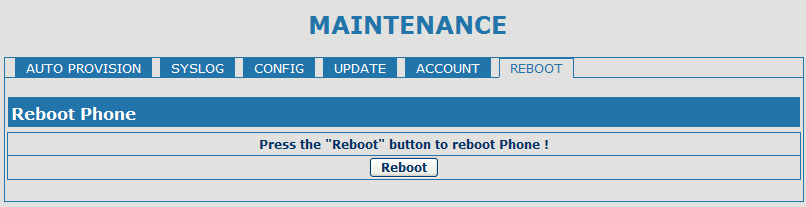 MAINTENANCE
AUTO PROVISION SYSLOG CONFIG UPDATE ACCOUNT REBOOT
Reboot Phone
Press the "Reboot" button to reboot Phone !
Reboot